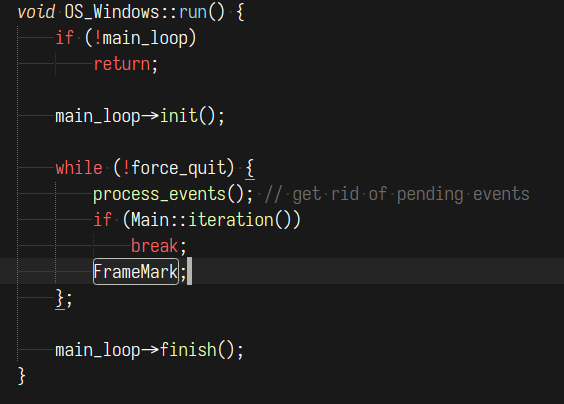 void OS_Windows::run() {
if (!main_loop)
return;
main_loop->init();
while (!force_quit) {
process_events(); // get rid of pending events
if (Main::iteration())
break;
FrameMark;
};
main_loop->finish();
}